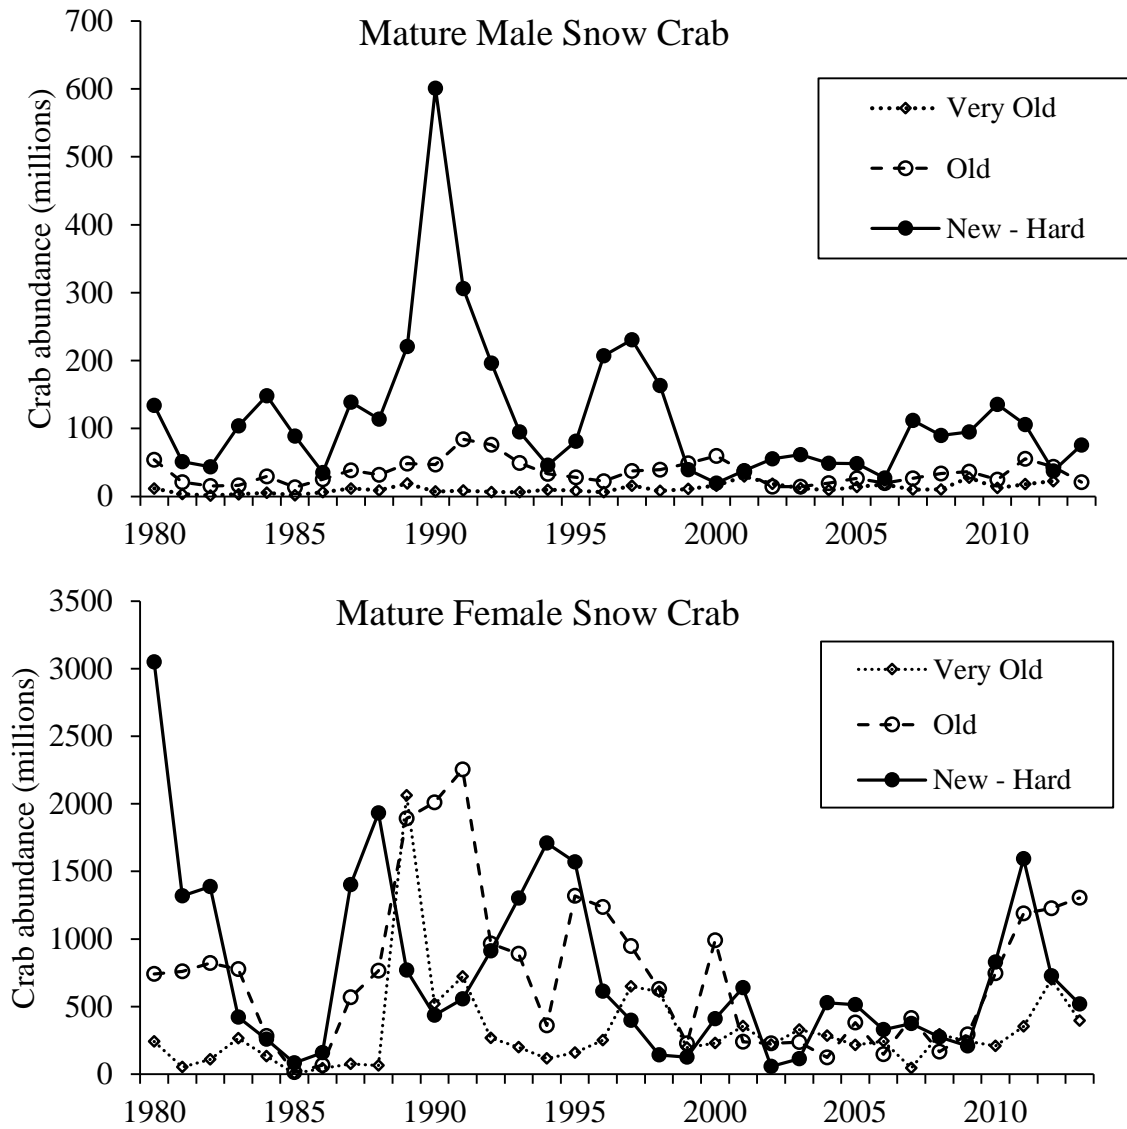 Mature Male Snow Crab
Crab abundance (millions)
700
600
500
400
300
200
100
0
1980 1985 1990 1995 2000 2005 2010
Very Old
Old
New - Hard
Mature Female Snow Crab
Crab abundance (millions)
3500
3000
2500
2000
1500
1000
500
0
1980 1985 1990 1995 2000 2005 2010
Very Old
Old
New - Hard